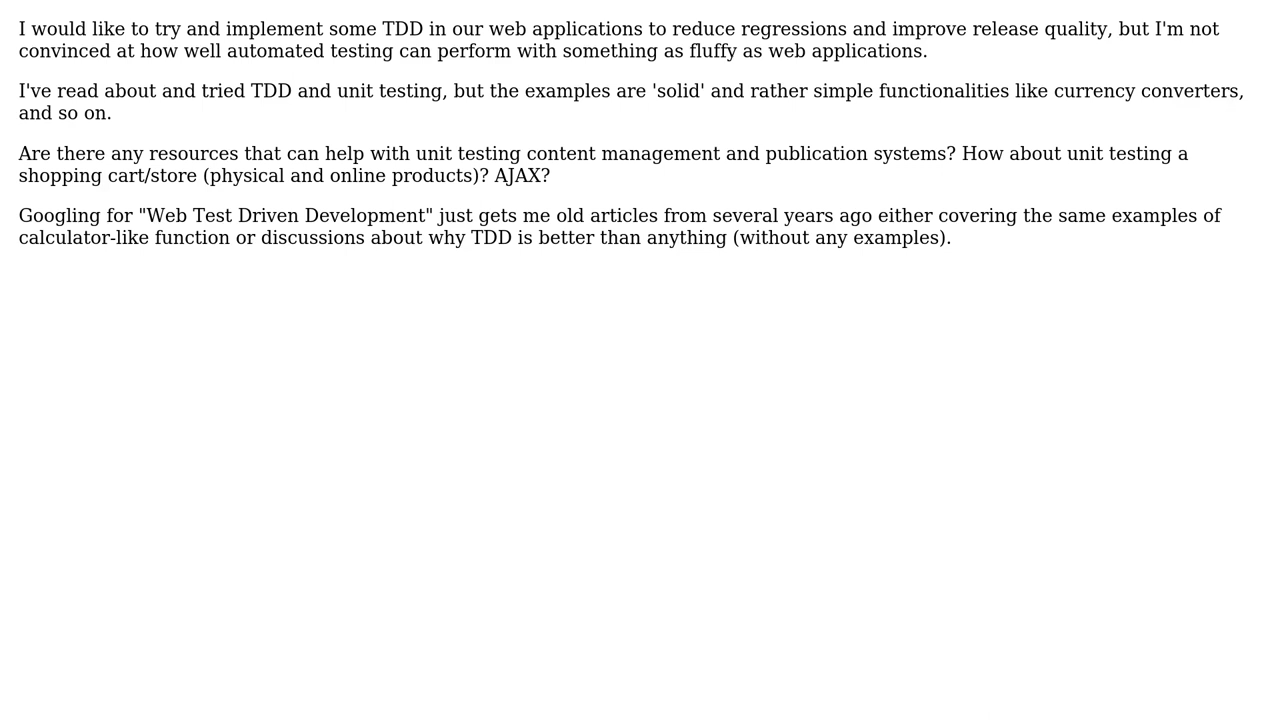 I would like to try and implement some TDD in our web applications to reduce regressions and improve release quality, but I'm not
convinced at how well automated testing can perform with something as fluffy as web applications.
I've read about and tried TDD and unit testing, but the examples are 'solid' and rather simple functionalities like currency converters,
and so on.
Are there any resources that can help with unit testing content management and publication systems? How about unit testing a
shopping cart/store (physical and online products)? AJAX?
Googling for "Web Test Driven Development" just gets me old articles from several years ago either covering the same examples of
calculator-like function or discussions about why TDD is better than anything (without any examples).